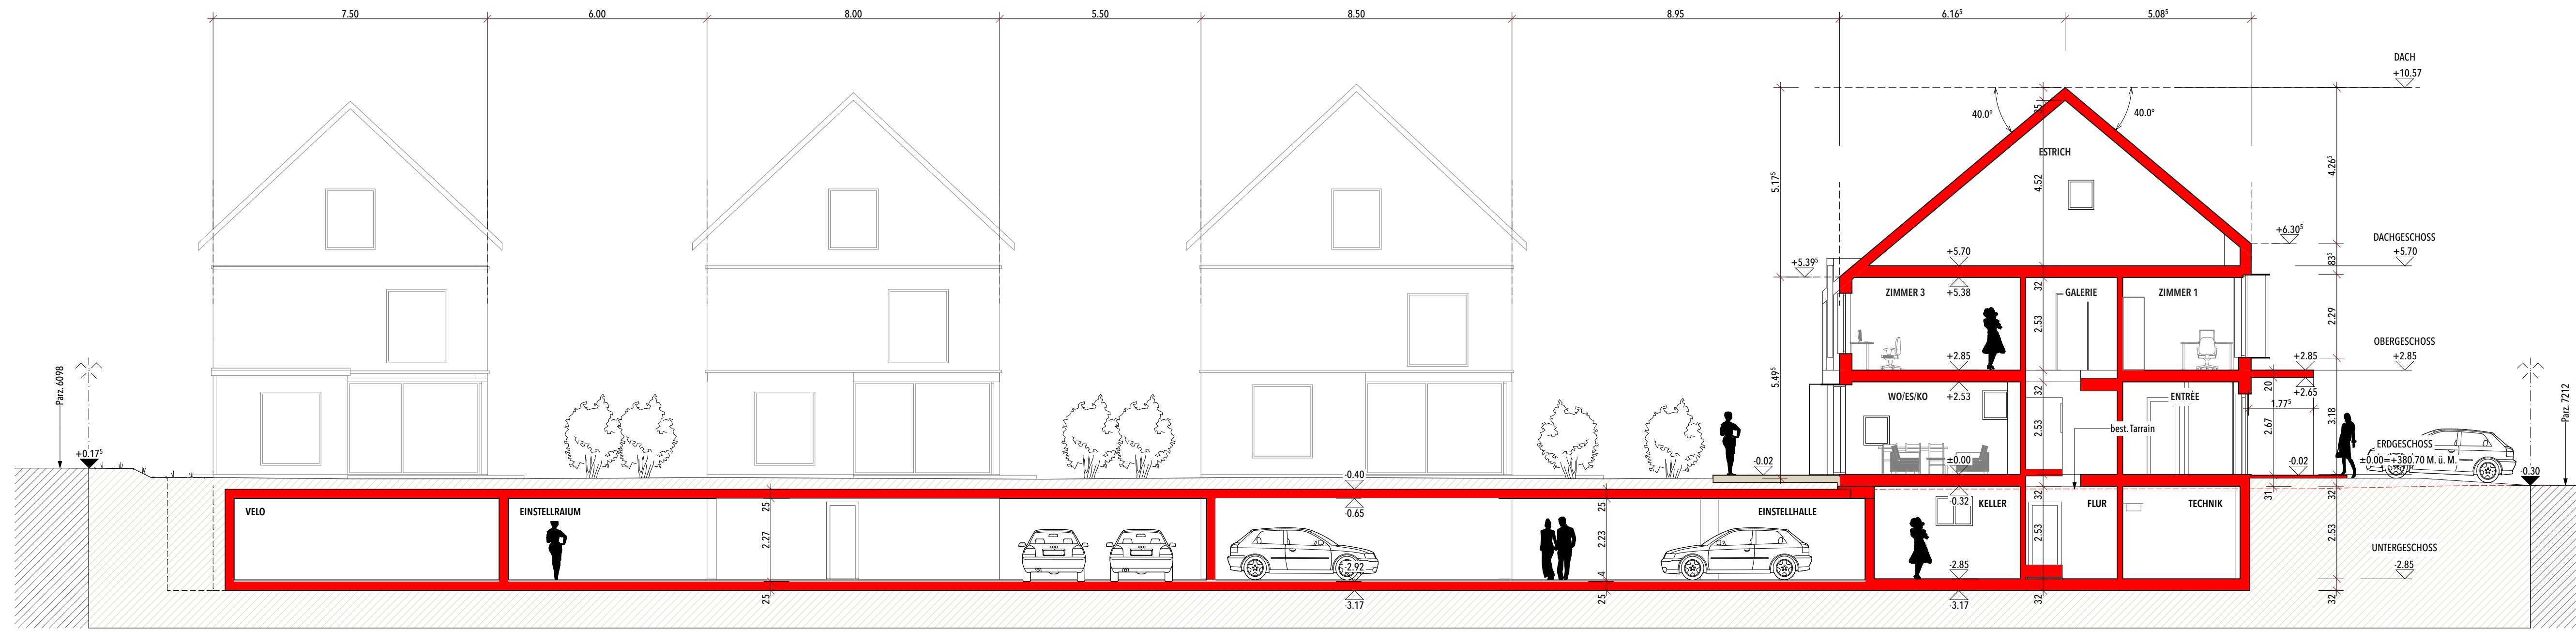 7.50
6.00
8.00
5.50
8.50
8.95
6.16⁵
5.08⁵
DACH
+10.57
40.0°
40.0°
ESTRICH
4.52
5.17⁵
4.26⁵
+6.30⁵
DACHGESCHOSS
+5.70
+5.70
+5.39⁵
83⁵
ZIMMER 3
+5.38
32
GALERIE
ZIMMER 1
2.53
2.29
OBERGESCHOSS
+2.85
+2.85
+2.85
5.49⁵
WO/ES/KO
+2.53
32
ENTRÈE
20
+2.65
1.77⁵
3.18
2.53
2.67
best. Tarrain
Parz. 6098
Parz. 7212
+0.17⁵
ERDGESCHOSS
±0.00=+380.70 M. ü. M.
±0.00
-0.02
-0.02
-0.30
-0.40
-0.65
VELO
EINSTELLRAIUM
25
2.27
25
25
2.23
4
25
EINSTELLHALLE
-0.32
KELLER
32
FLUR
TECHNIK
31
32
2.53
2.53
UNTERGESCHOSS
-2.85
-2.92
-3.17
-2.85
-3.17
32
32